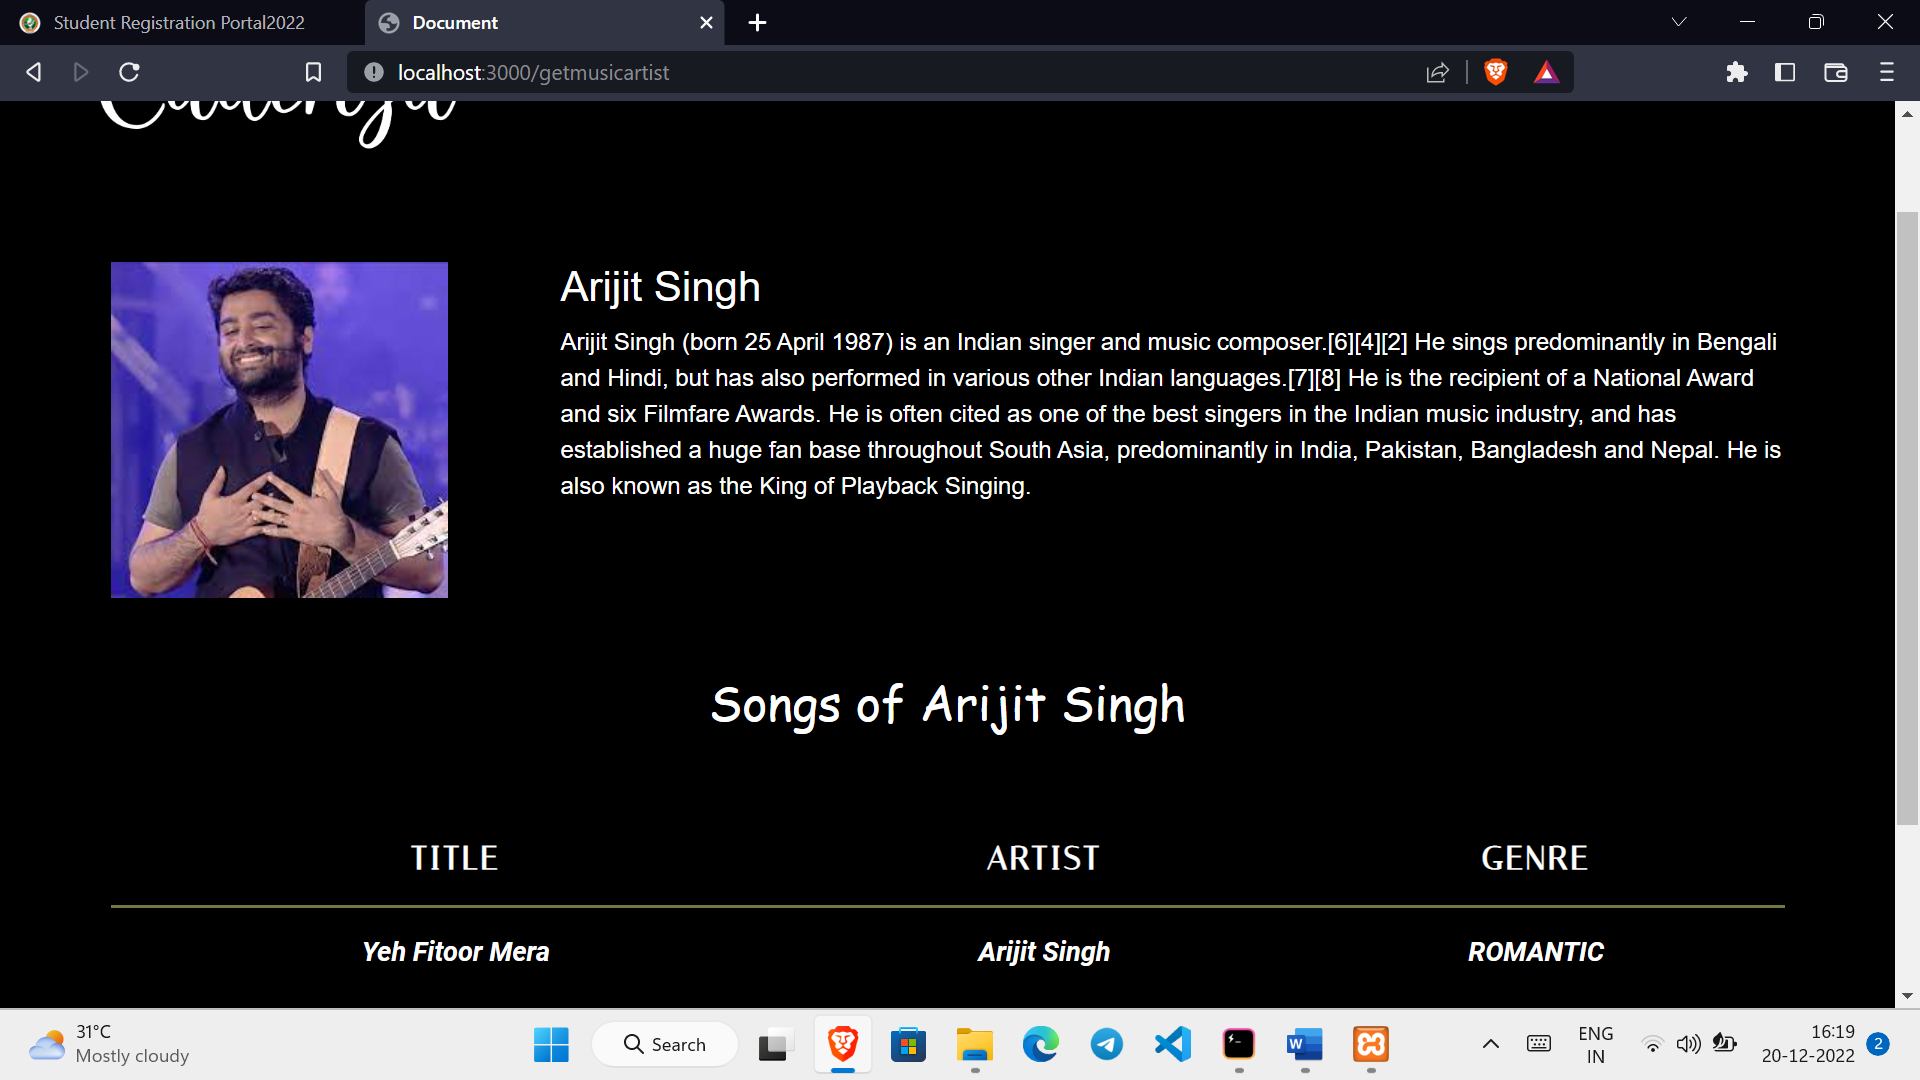 Student Registration Portal2022
Document
localhost:3000/getmusicartist
Arijit Singh
Arijit Singh (born 25 April 1987) is an Indian singer and music composer.[6][4][2] He sings predominantly in Bengali
and Hindi, but has also performed in various other Indian languages.[7][8] He is the recipient of a National Award
and six Filmfare Awards. He is often cited as one of the best singers in the Indian music industry, and has
established a huge fan base throughout South Asia, predominantly in India, Pakistan, Bangladesh and Nepal. He is
also known as the King of Playback Singing.
Songs of Arijit Singh
TITLE ARTIST GENRE
Yeh Fitoor Mera Arijit Singh ROMANTIC
31°C
Mostly cloudy
Search
ENG
IN
16:19
20-12-2022
2